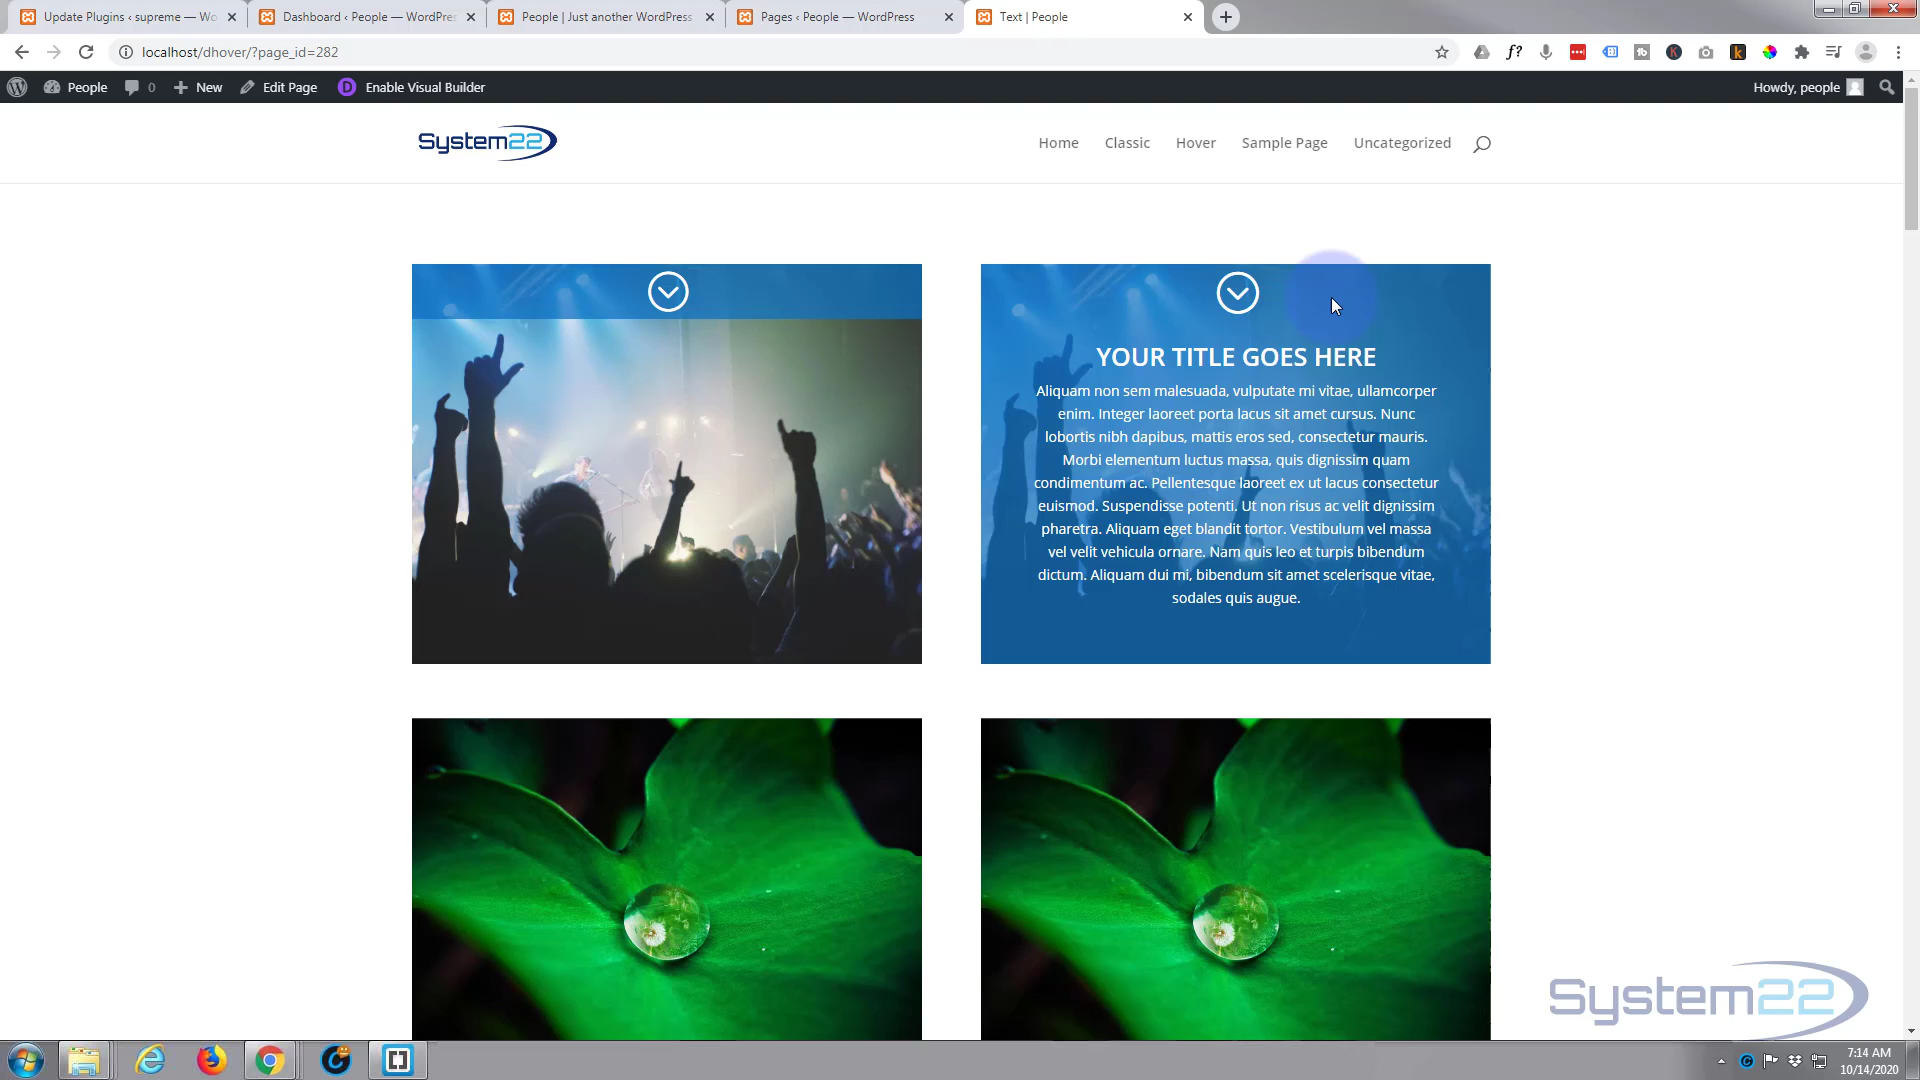 Update Plugins ‹ supreme — Wo
Dashboard ‹ People — WordPres
People | Just another WordPress
Pages ‹ People — WordPress
Text | People
localhost/dhover/?page_id=282
People
0
New
Edit Page
D
Enable Visual Builder
Howdy, people
System22
Home
Classic
Hover
Sample Page
Uncategorized
YOUR TITLE GOES HERE
Aliquam non sem malesuada, vulputate mi vitae, ullamcorper
enim. Integer laoreet porta lacus sit amet cursus. Nunc
lobortis nibh dapibus, mattis eros sed, consectetur mauris.
Morbi elementum luctus massa, quis dignissim quam
condimentum ac. Pellentesque laoreet ex ut lacus consectetur
euismod. Suspendisse potenti. Ut non risus ac velit dignissim
pharetra. Aliquam eget blandit tortor. Vestibulum vel massa
vel velit vehicula ornare. Nam quis leo et turpis bibendum
dictum. Aliquam dui mi, bibendum sit amet scelerisque vitae,
sodales quis augue.
System22
7:14 AM
10/14/2020